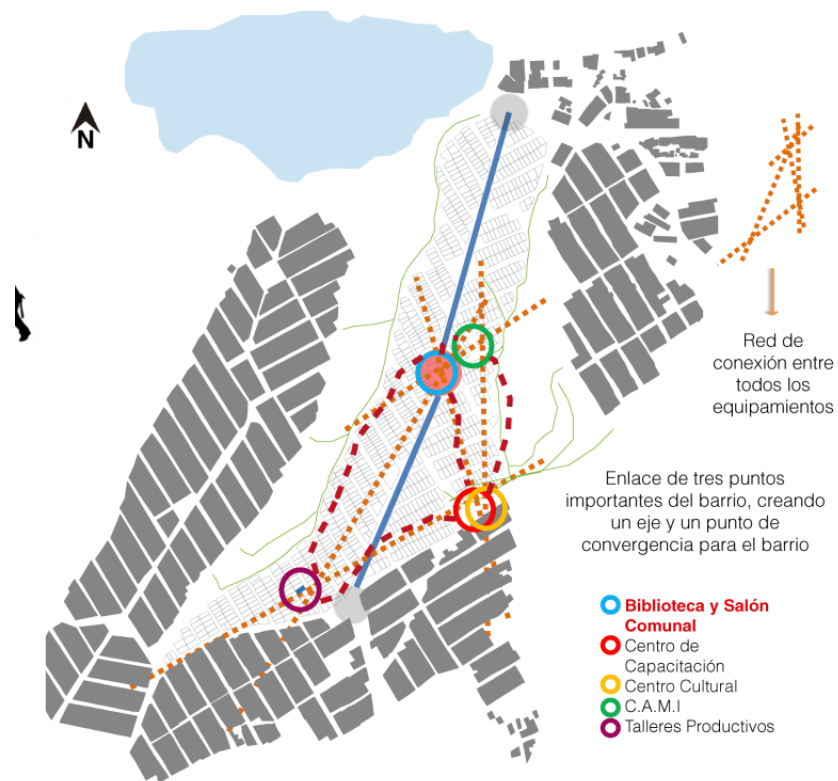 N
Red de
conexión entre
todos los
equipamientos
Enlace de tres puntos
importantes del barrio, creando
un eje y un punto de
convergencia para el barrio
Biblioteca y Salón
Comunal
Centro de
Capacitación
Centro Cultural
C.A.M.I
Talleres Productivos